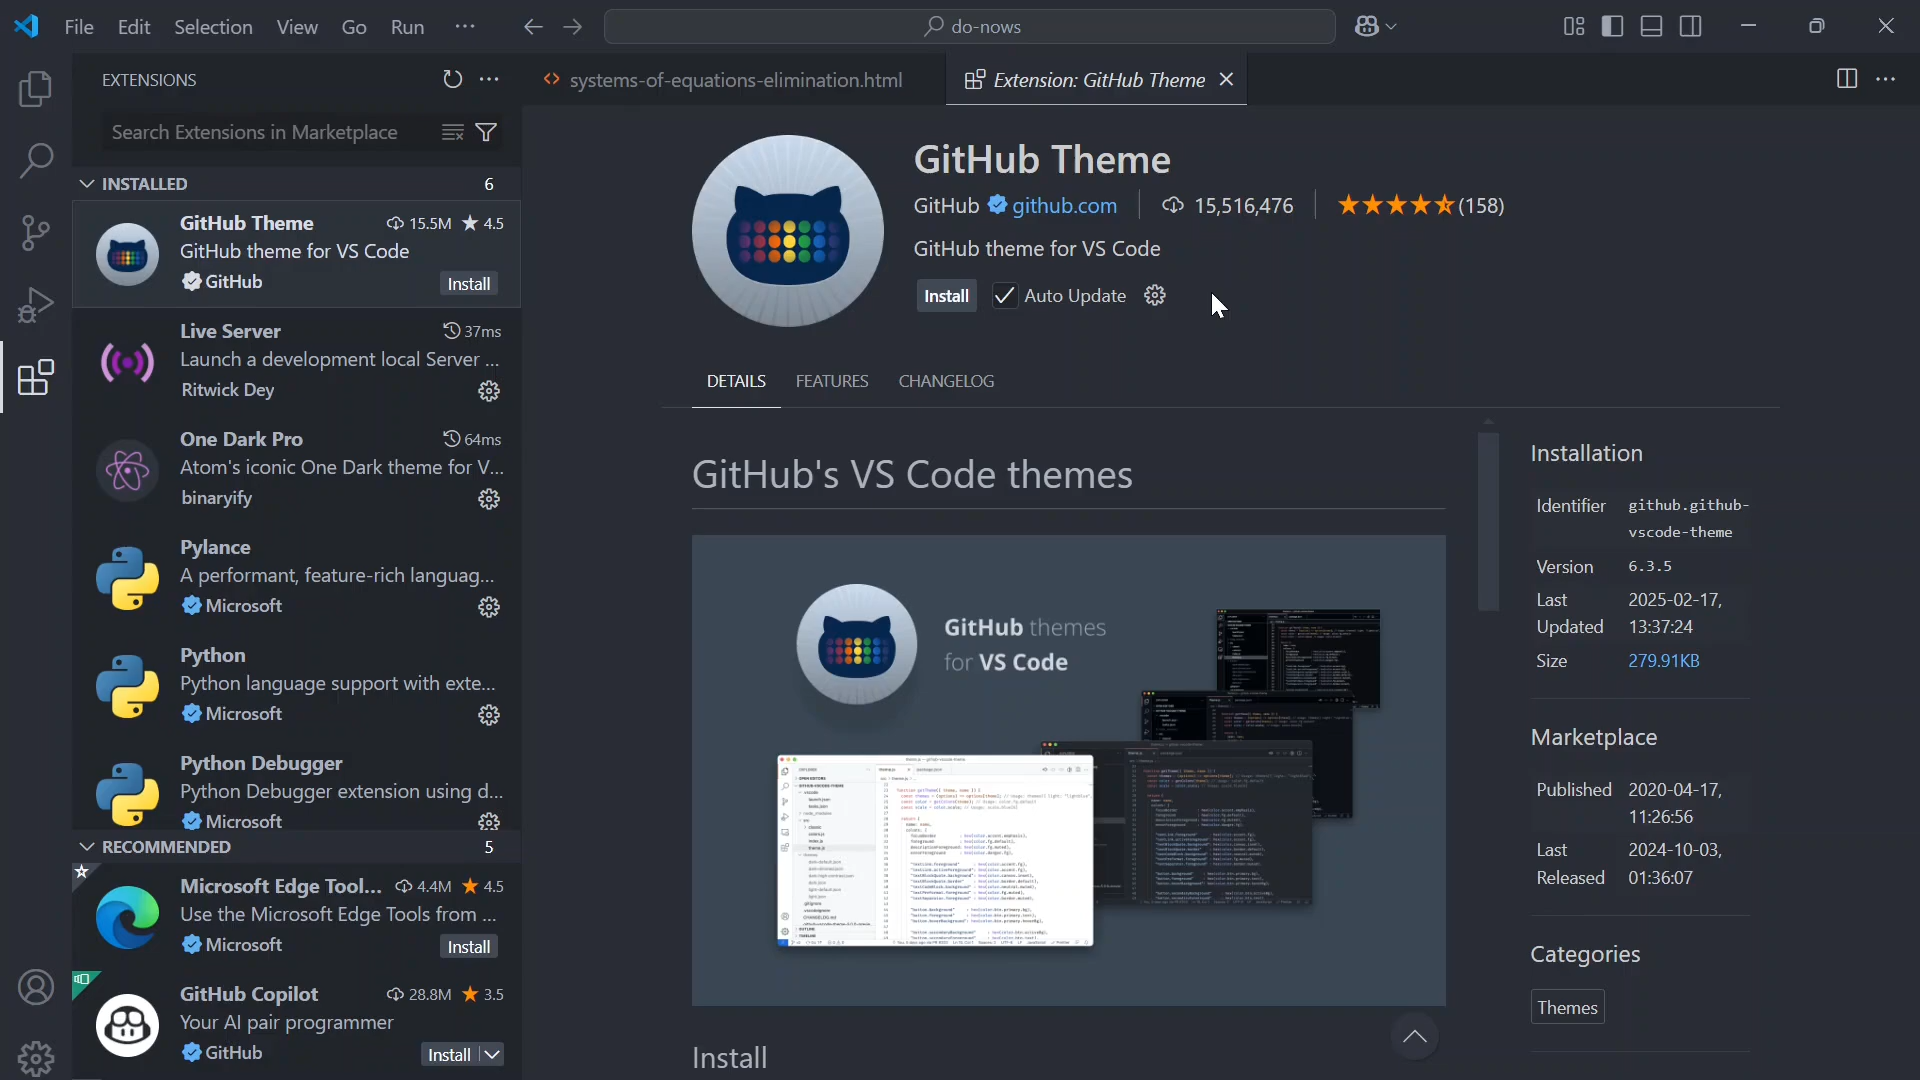 File Edit Selection View Go Run ···
do-nows
EXTENSIONS
systems-of-equations-elimination.html
Extension: GitHub Theme
Search Extensions in Marketplace
INSTALLED 6
GitHub Theme 15.5M ★ 4.5
GitHub theme for VS Code
GitHub Install
Live Server 37ms
Launch a development local Server ...
Ritwick Dey
One Dark Pro 64ms
Atom's iconic One Dark theme for V...
binaryify
Pylance
A performant, feature-rich languag...
Microsoft
Python
Python language support with exte...
Microsoft
Python Debugger
Python Debugger extension using d...
Microsoft
RECOMMENDED 5
Microsoft Edge Tool... 4.4M ★ 4.5
Use the Microsoft Edge Tools from ...
Microsoft Install
GitHub Copilot 28.8M ★ 3.5
Your AI pair programmer
GitHub Install
GitHub Theme
GitHub github.com 15,516,476 (158)
GitHub theme for VS Code
Install Auto Update
DETAILS FEATURES CHANGELOG
GitHub's VS Code themes
GitHub themes
for VS Code
Install
Installation
Identifier github.github-
vscode-theme
Version 6.3.5
Last 2025-02-17,
Updated 13:37:24
Size 279.91KB
Marketplace
Published 2020-04-17,
11:26:56
Last 2024-10-03,
Released 01:36:07
Categories
Themes